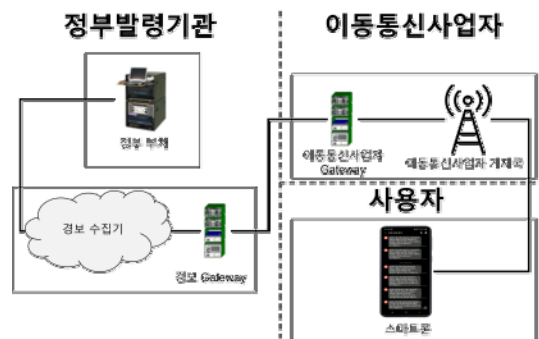 정부발령기관
이동통신사업자
정부 부처
이동통신사업자
Gateway
이동통신사업자 기지국
사용자
경보 수집기
경보 Gateway
스마트폰